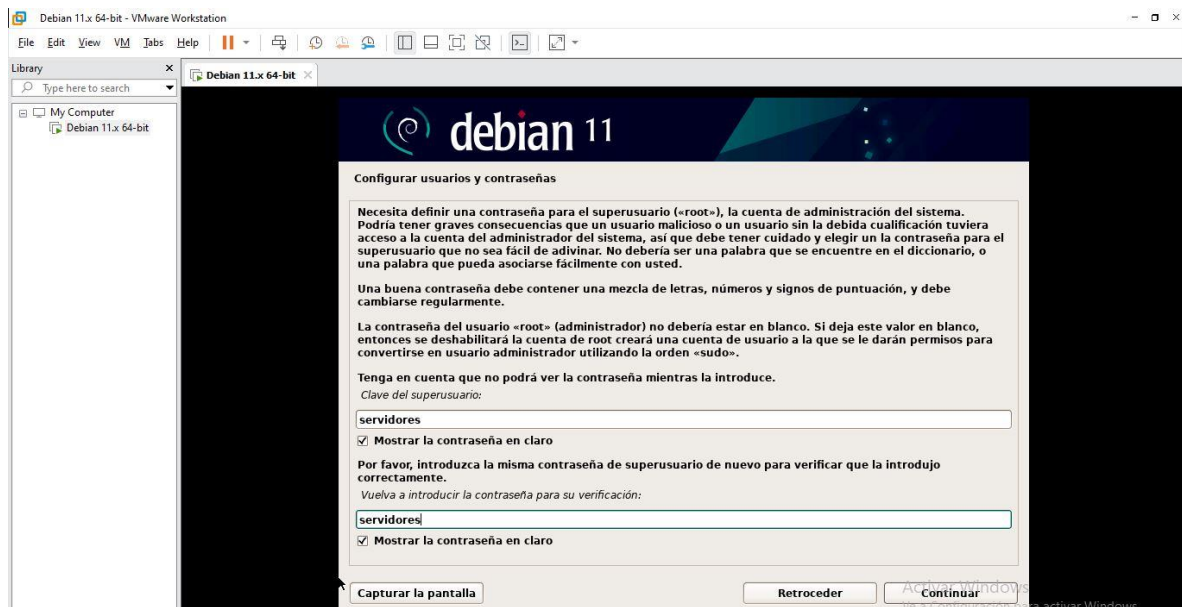 Debian 11.x 64-bit - VMware Workstation
File Edit View VM Tabs Help
Library
Debian 11.x 64-bit
Type here to search
My Computer
Debian 11.x 64-bit
debian 11
Configurar usuarios y contraseñas
Necesita definir una contraseña para el superusuario («root»), la cuenta de administración del sistema.
Podría tener graves consecuencias que un usuario malicioso o un usuario sin la debida cualificación tuviera
acceso a la cuenta del administrador del sistema, así que debe tener cuidado y elegir un la contraseña para el
superusuario que no sea fácil de adivinar. No debería ser una palabra que se encuentre en el diccionario, o
una palabra que pueda asociarse fácilmente con usted.
Una buena contraseña debe contener una mezcla de letras, números y signos de puntuación, y debe
cambiarse regularmente.
La contraseña del usuario «root» (administrador) no debería estar en blanco. Si deja este valor en blanco,
entonces se deshabilitará la cuenta de root creará una cuenta de usuario a la que se le darán permisos para
convertirse en usuario administrador utilizando la orden «sudo».
Tenga en cuenta que no podrá ver la contraseña mientras la introduce.
Clave del superusuario:
servidores
Mostrar la contraseña en claro
Por favor, introduzca la misma contraseña de superusuario de nuevo para verificar que la introdujo
correctamente.
Vuelva a introducir la contraseña para su verificación:
servidores
Mostrar la contraseña en claro
Capturar la pantalla
Retroceder
Continuar
Activar Windows
Ve a Configuración para activar Windows.